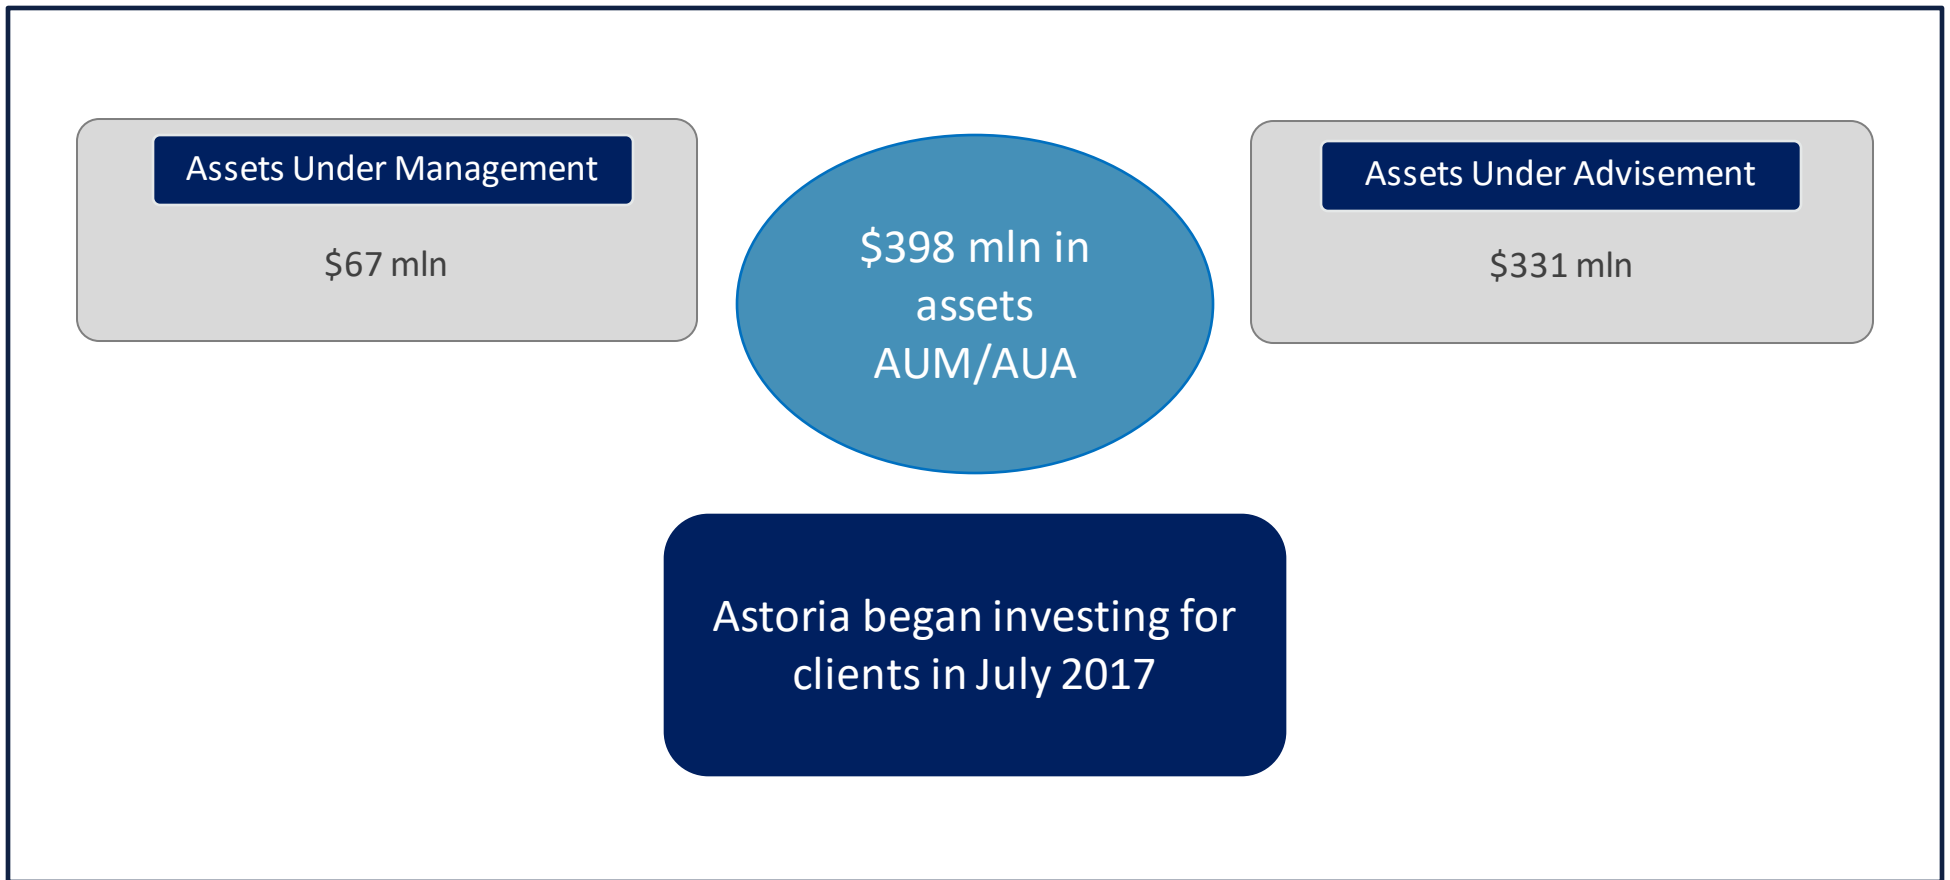 Assets Under Management
$67 mln
$398 mln in
assets
AUM/AUA
Assets Under Advisement
$331 mln
Astoria began investing for
clients in July 2017